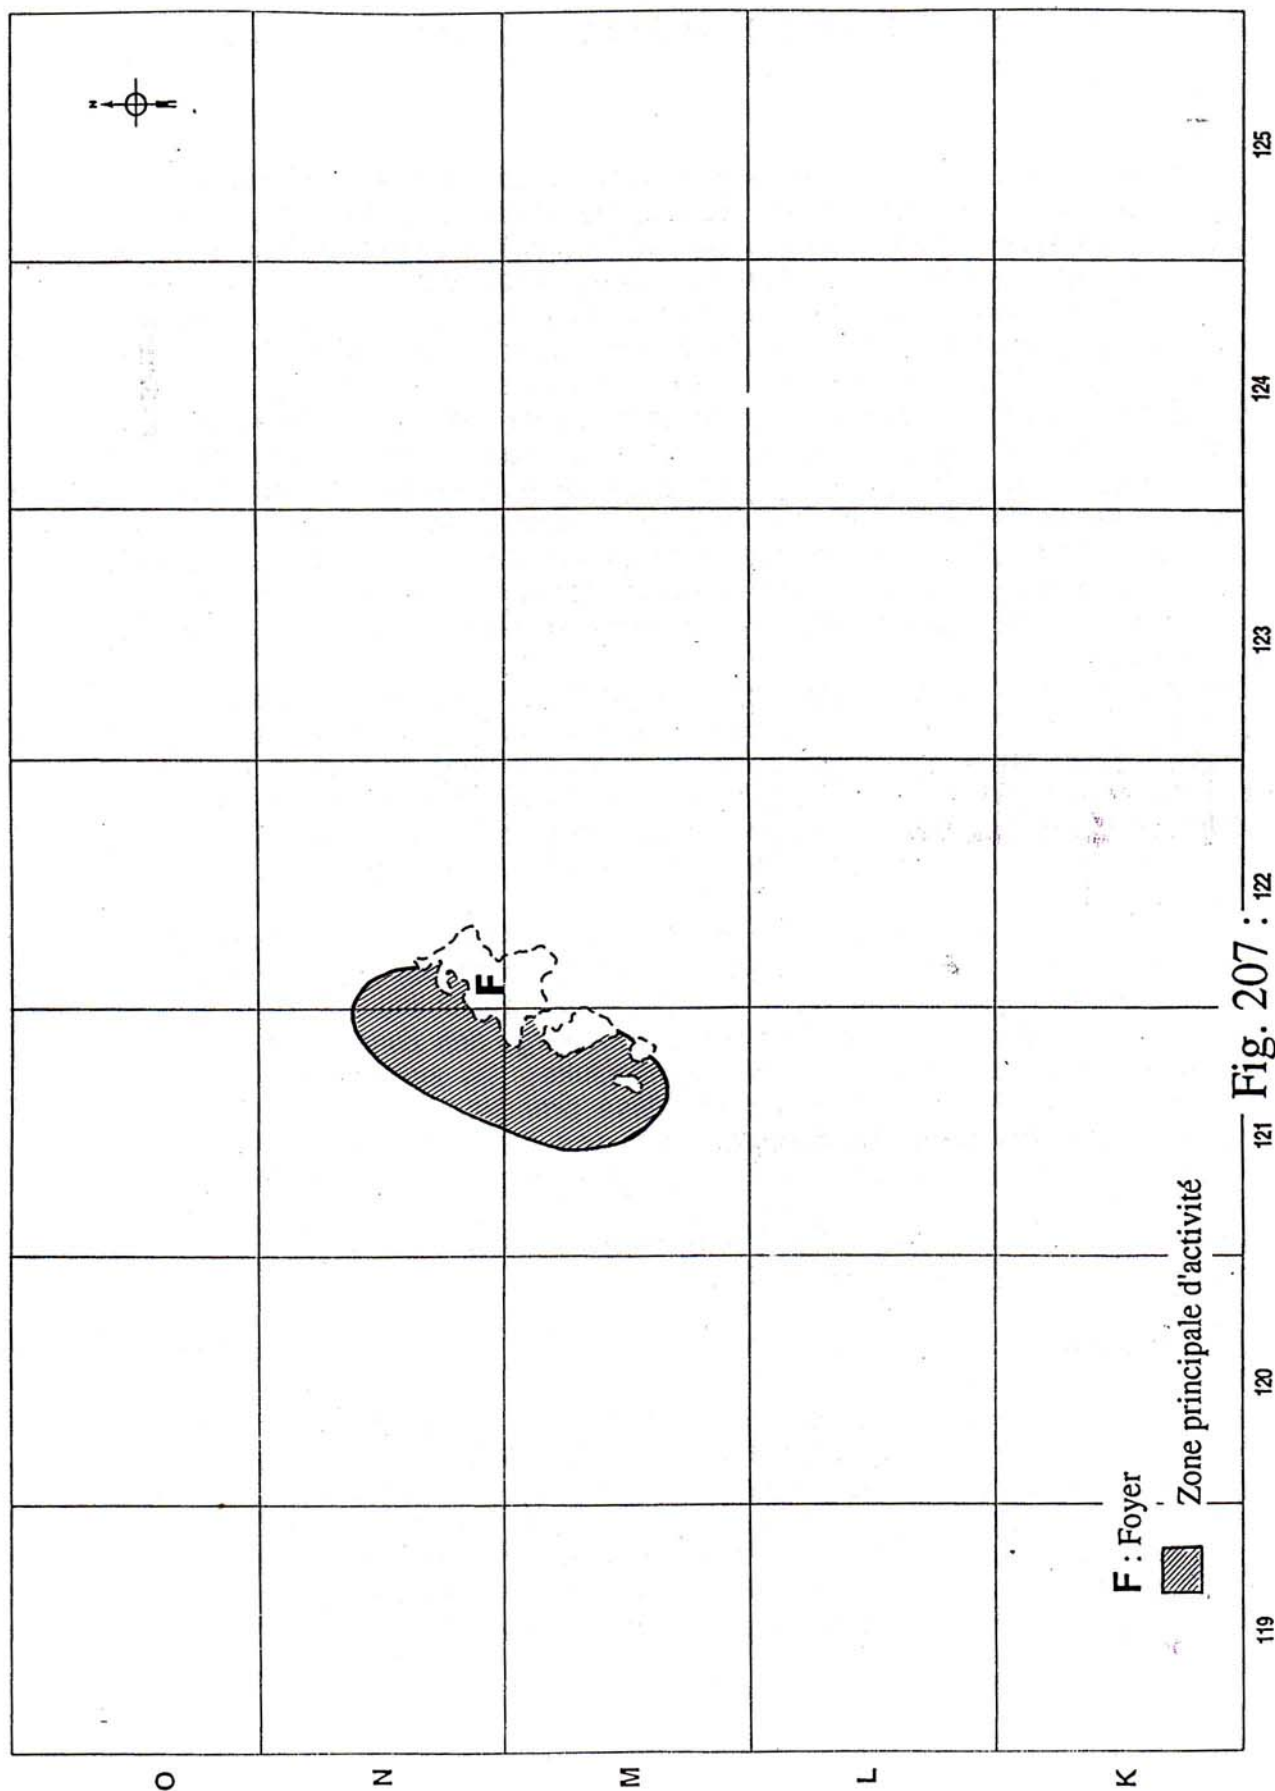 N
O
N
M
L
K
F
F : Foyer
Zone principale d'activité
119
120
121
122
123
124
125
Fig. 207 :